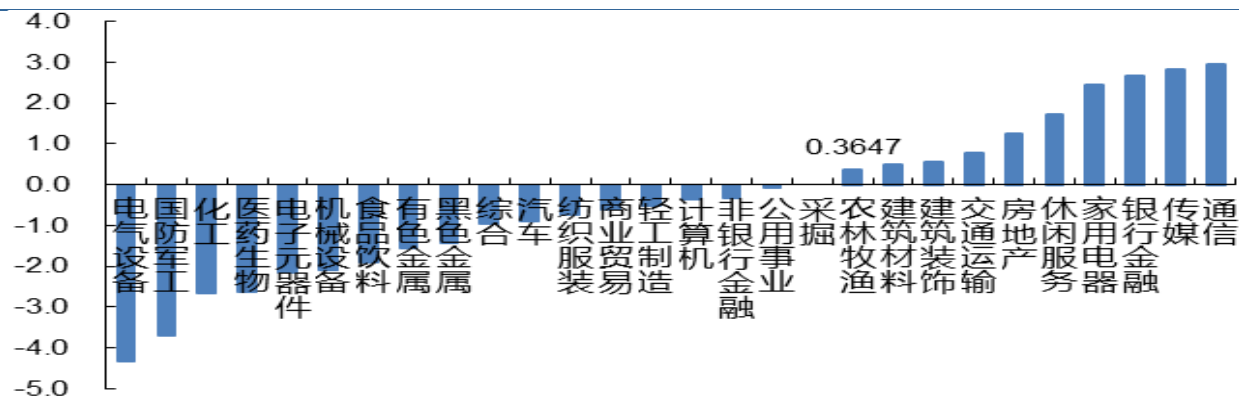 4.0
3.0
2.0
1.0
0.0
-1.0
-2.0
-3.0
-4.0
-5.0
0.3647
电气设备
国防军工
化工
医药生物
电子元器件
机械设备
食品饮料
有色金属
黑色金属
综合
汽车
纺织服装
商业贸易
轻工制造
计算机
非银行金融
公用事业
采掘
农林牧渔
建筑材料
建筑装饰
交通运输
房地产
休闲服务
家用电器
银行金融
传媒
通信